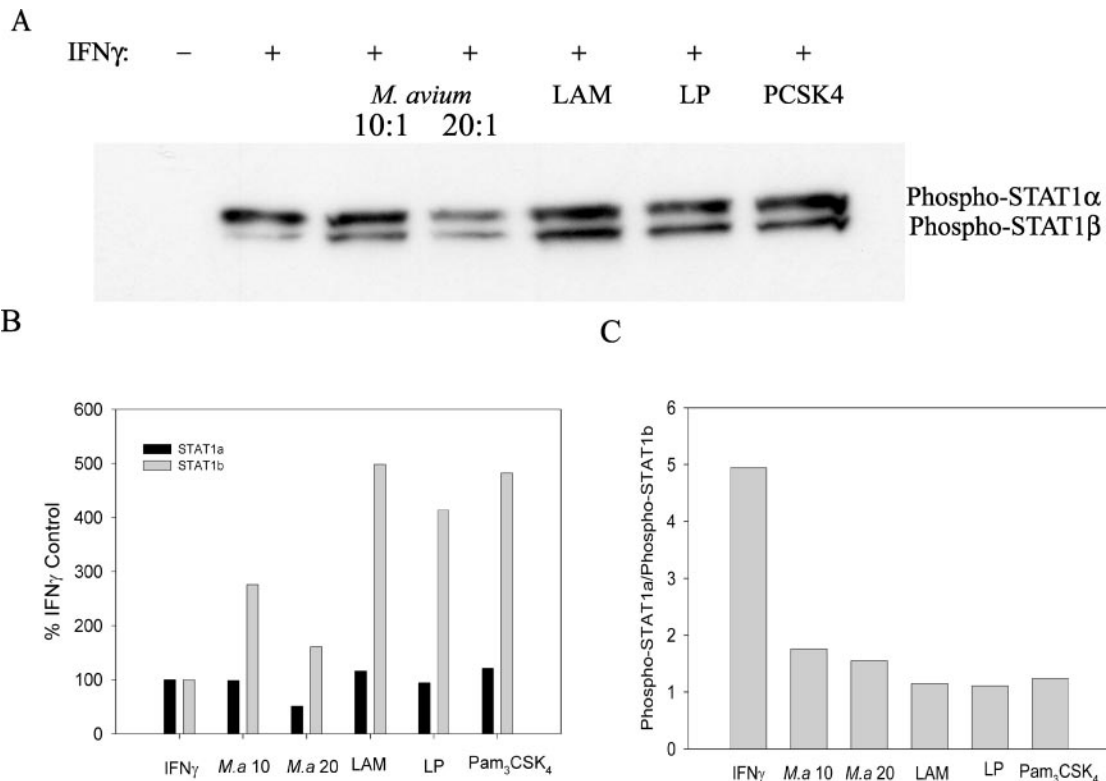 A
IFNγ: – + + + + + +
M. avium LAM LP PCSK4
10:1 20:1
Phospho-STAT1α
Phospho-STAT1β
B
600
500
400
300
200
100
0
% IFNγ Control
STAT1a
STAT1b
IFNγ M.a 10 M.a 20 LAM LP Pam₃CSK₄
C
6
5
4
3
2
1
0
Phospho-STAT1a/Phospho-STAT1b
IFNγ M.a 10 M.a 20 LAM LP Pam₃CSK₄